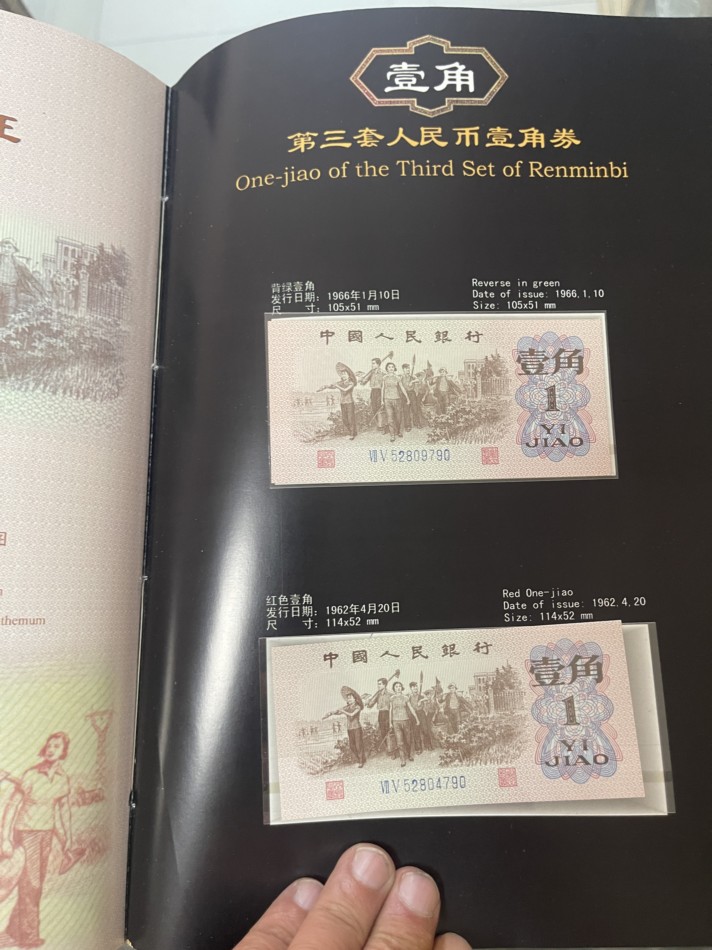 壹角
第三套人民币壹角券
One-jiao of the Third Set of Renminbi
背绿壹角
发行日期：1966年1月10日
尺 寸：105x51 mm
Reverse in green
Date of issue: 1966.1.10
Size: 105x51 mm
中國人民銀行
壹角
1
YI
JIAO
VIII V 52809790
红色壹角
发行日期：1962年4月20日
尺 寸：114x52 mm
Red One-jiao
Date of issue: 1962.4.20
Size: 114x52 mm
中國人民銀行
壹角
1
YI
JIAO
VIII V 52804790
themum